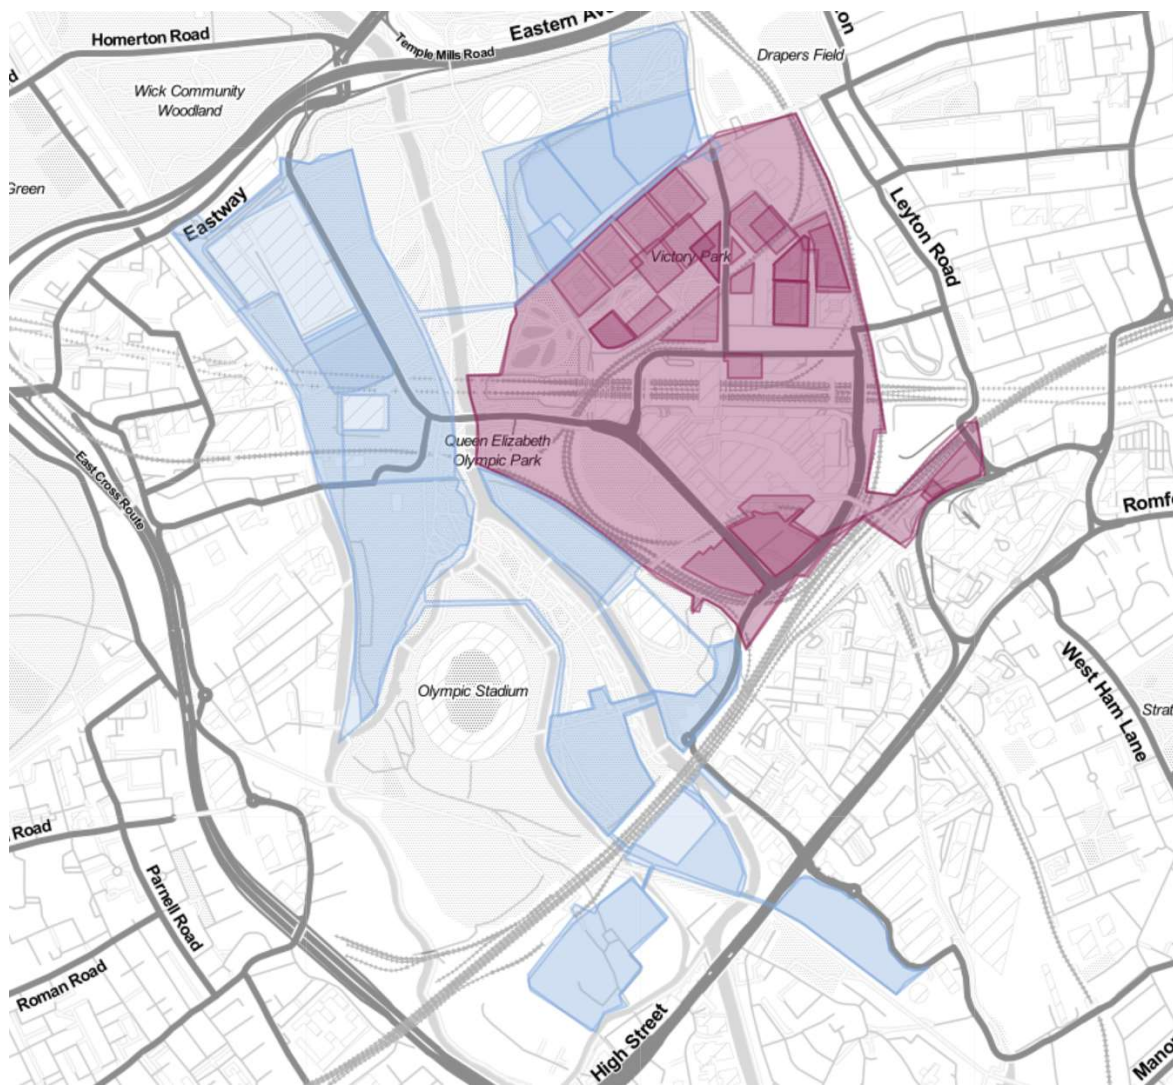 Homerton Road
Eastern
Temple Mills Road
Drapers Field
Wick Community
Woodland
Green
Eastway
Leyton Road
Victory Park
Queen Elizabeth
Olympic Park
East Cross Route
Romf
West Ham Lane
Olympic Stadium
Strat
Road
Parnell Road
Roman Road
High Street
Mano